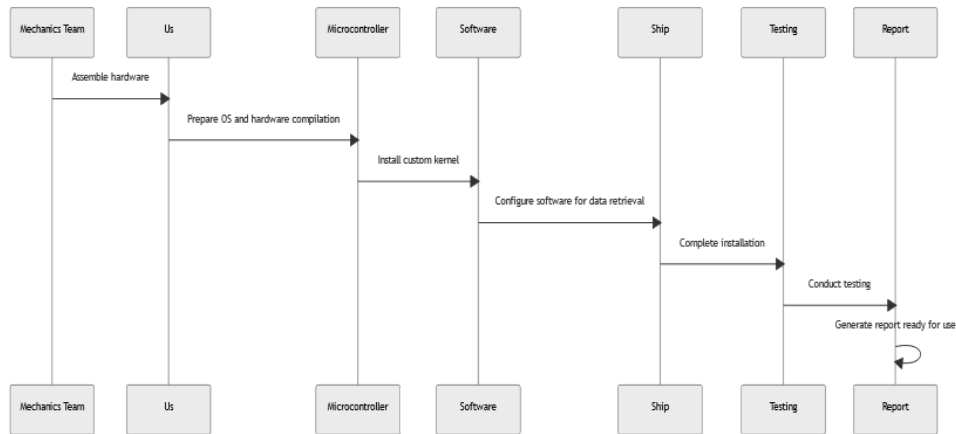 Mechanics Team
Us
Microcontroller
Software
Ship
Testing
Report
Assemble hardware
Prepare OS and hardware compilation
Install custom kernel
Configure software for data retrieval
Complete installation
Conduct testing
Generate report ready for use
Mechanics Team
Us
Microcontroller
Software
Ship
Testing
Report